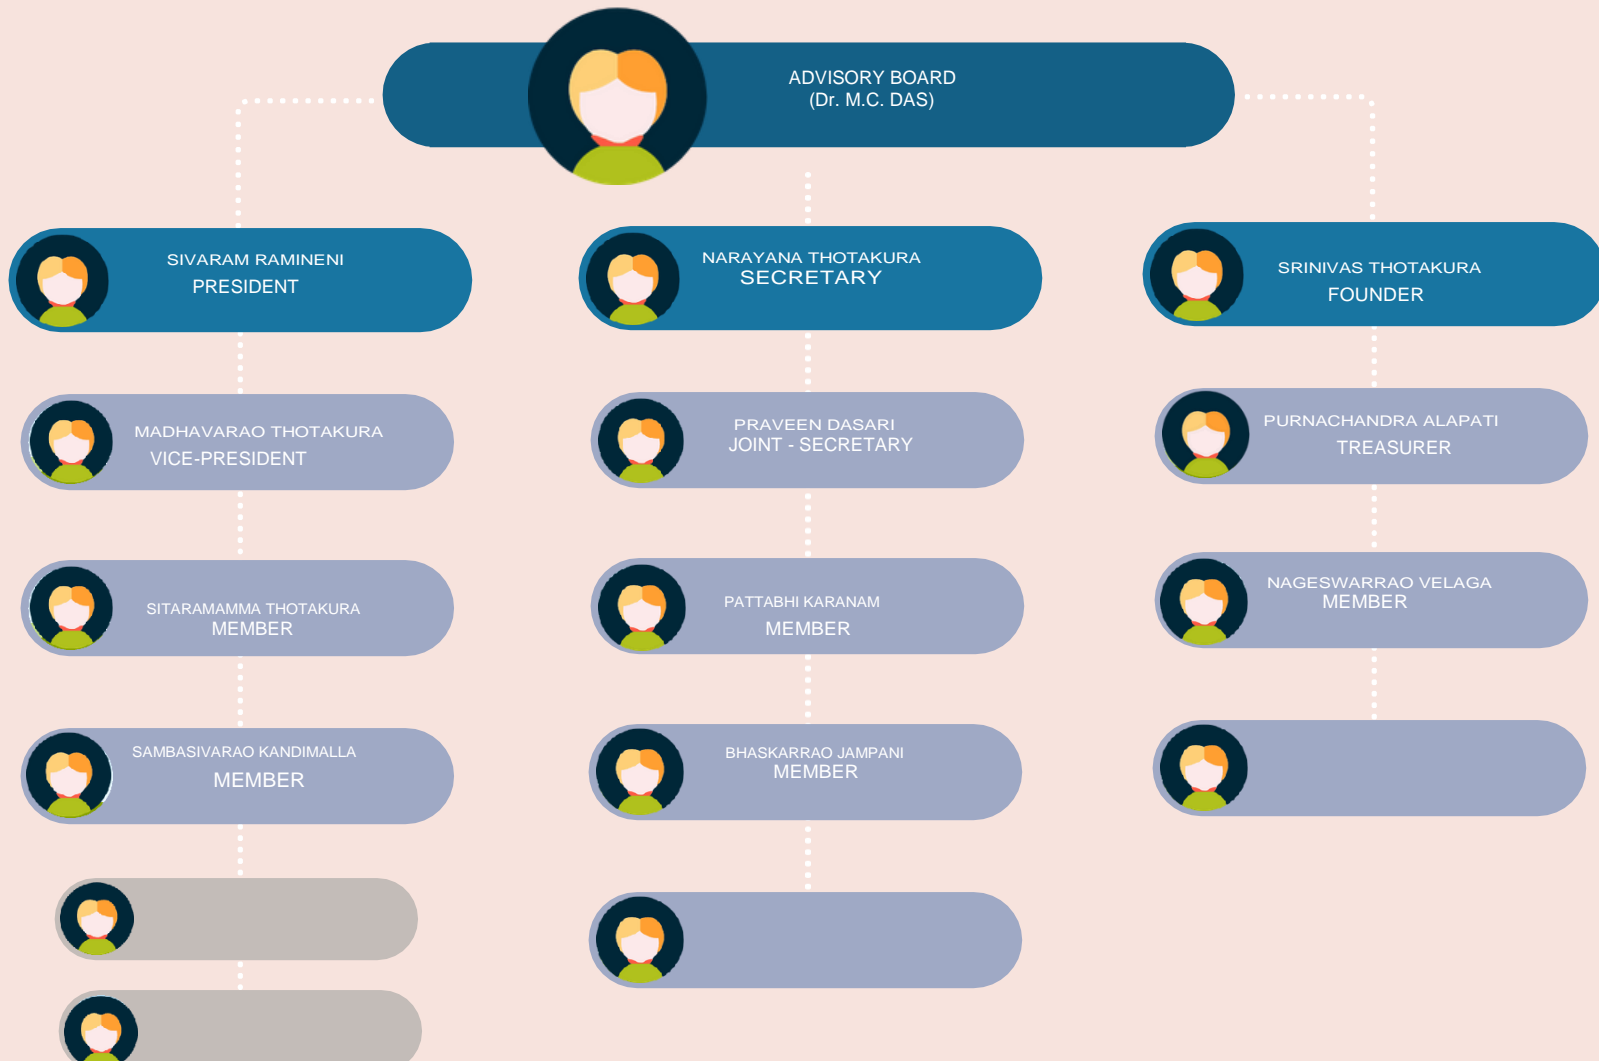 ADVISORY BOARD
(Dr. M.C. DAS)
SIVARAM RAMINENI
PRESIDENT
NARAYANA THOTAKURA
SECRETARY
SRINIVAS THOTAKURA
FOUNDER
MADHAVARAO THOTAKURA
VICE-PRESIDENT
PRAVEEN DASARI
JOINT - SECRETARY
PURNACHANDRA ALAPATI
TREASURER
SITARAMAMMA THOTAKURA
MEMBER
PATTABHI KARANAM
MEMBER
NAGESWARRAO VELAGA
MEMBER
SAMBASIVARAO KANDIMALLA
MEMBER
BHASKARRAO JAMPANI
MEMBER